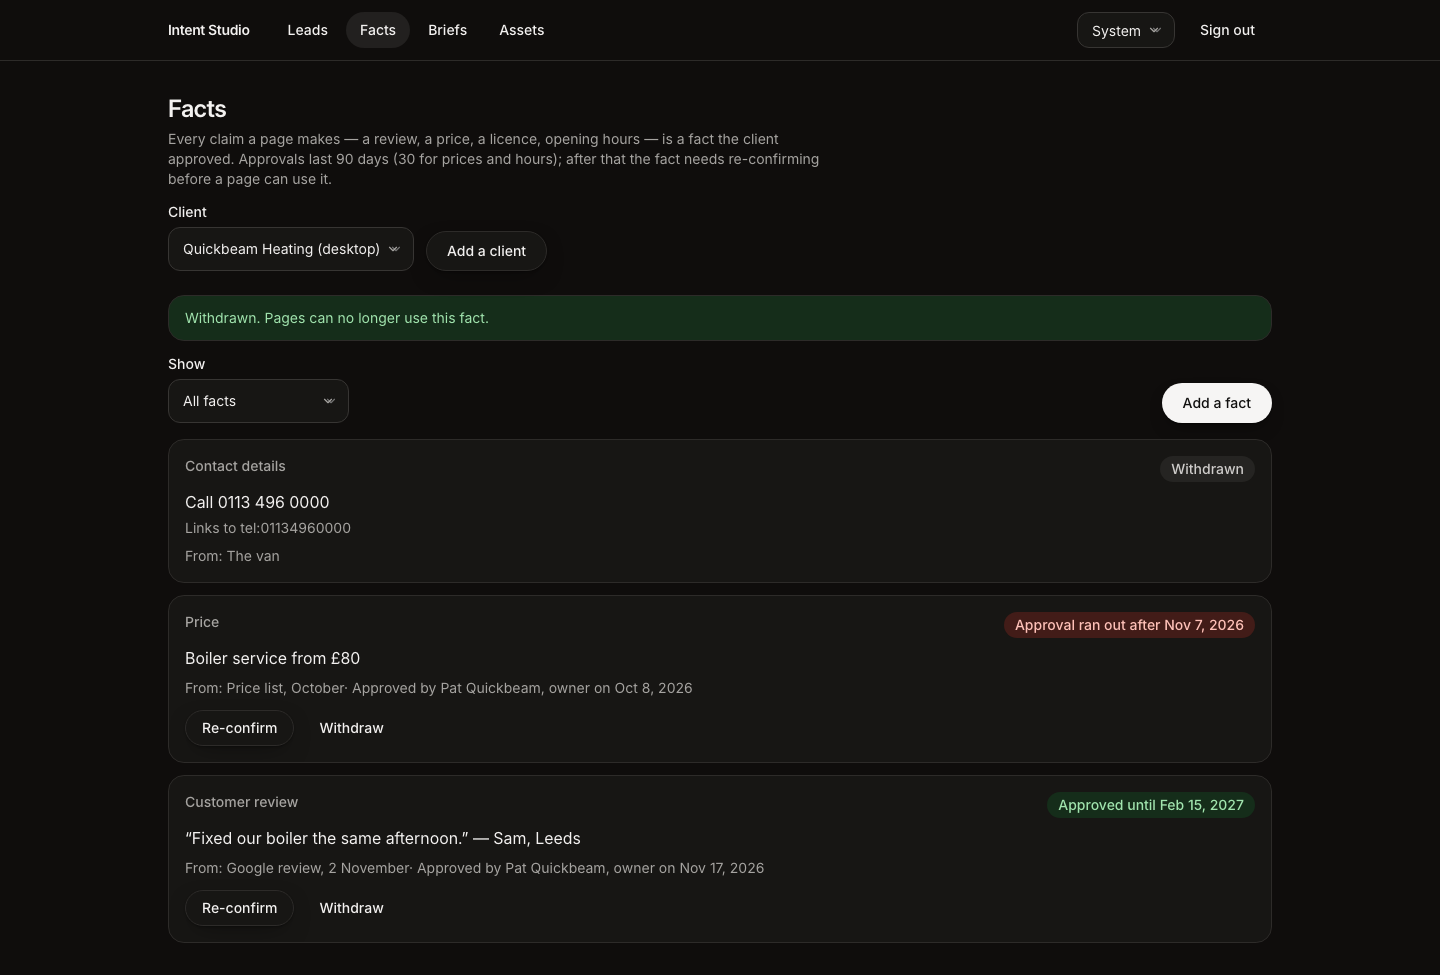 Intent Studio
Leads
Facts
Briefs
Assets
System
Sign out
Facts
Every claim a page makes — a review, a price, a licence, opening hours — is a fact the client
approved. Approvals last 90 days (30 for prices and hours); after that the fact needs re-confirming
before a page can use it.
Client
Quickbeam Heating (desktop)
Add a client
Withdrawn. Pages can no longer use this fact.
Show
All facts
Add a fact
Contact details
Withdrawn
Call 0113 496 0000
Links to tel:01134960000
From: The van
Price
Approval ran out after Nov 7, 2026
Boiler service from £80
From: Price list, October· Approved by Pat Quickbeam, owner on Oct 8, 2026
Re-confirm
Withdraw
Customer review
Approved until Feb 15, 2027
“Fixed our boiler the same afternoon.” — Sam, Leeds
From: Google review, 2 November· Approved by Pat Quickbeam, owner on Nov 17, 2026
Re-confirm
Withdraw